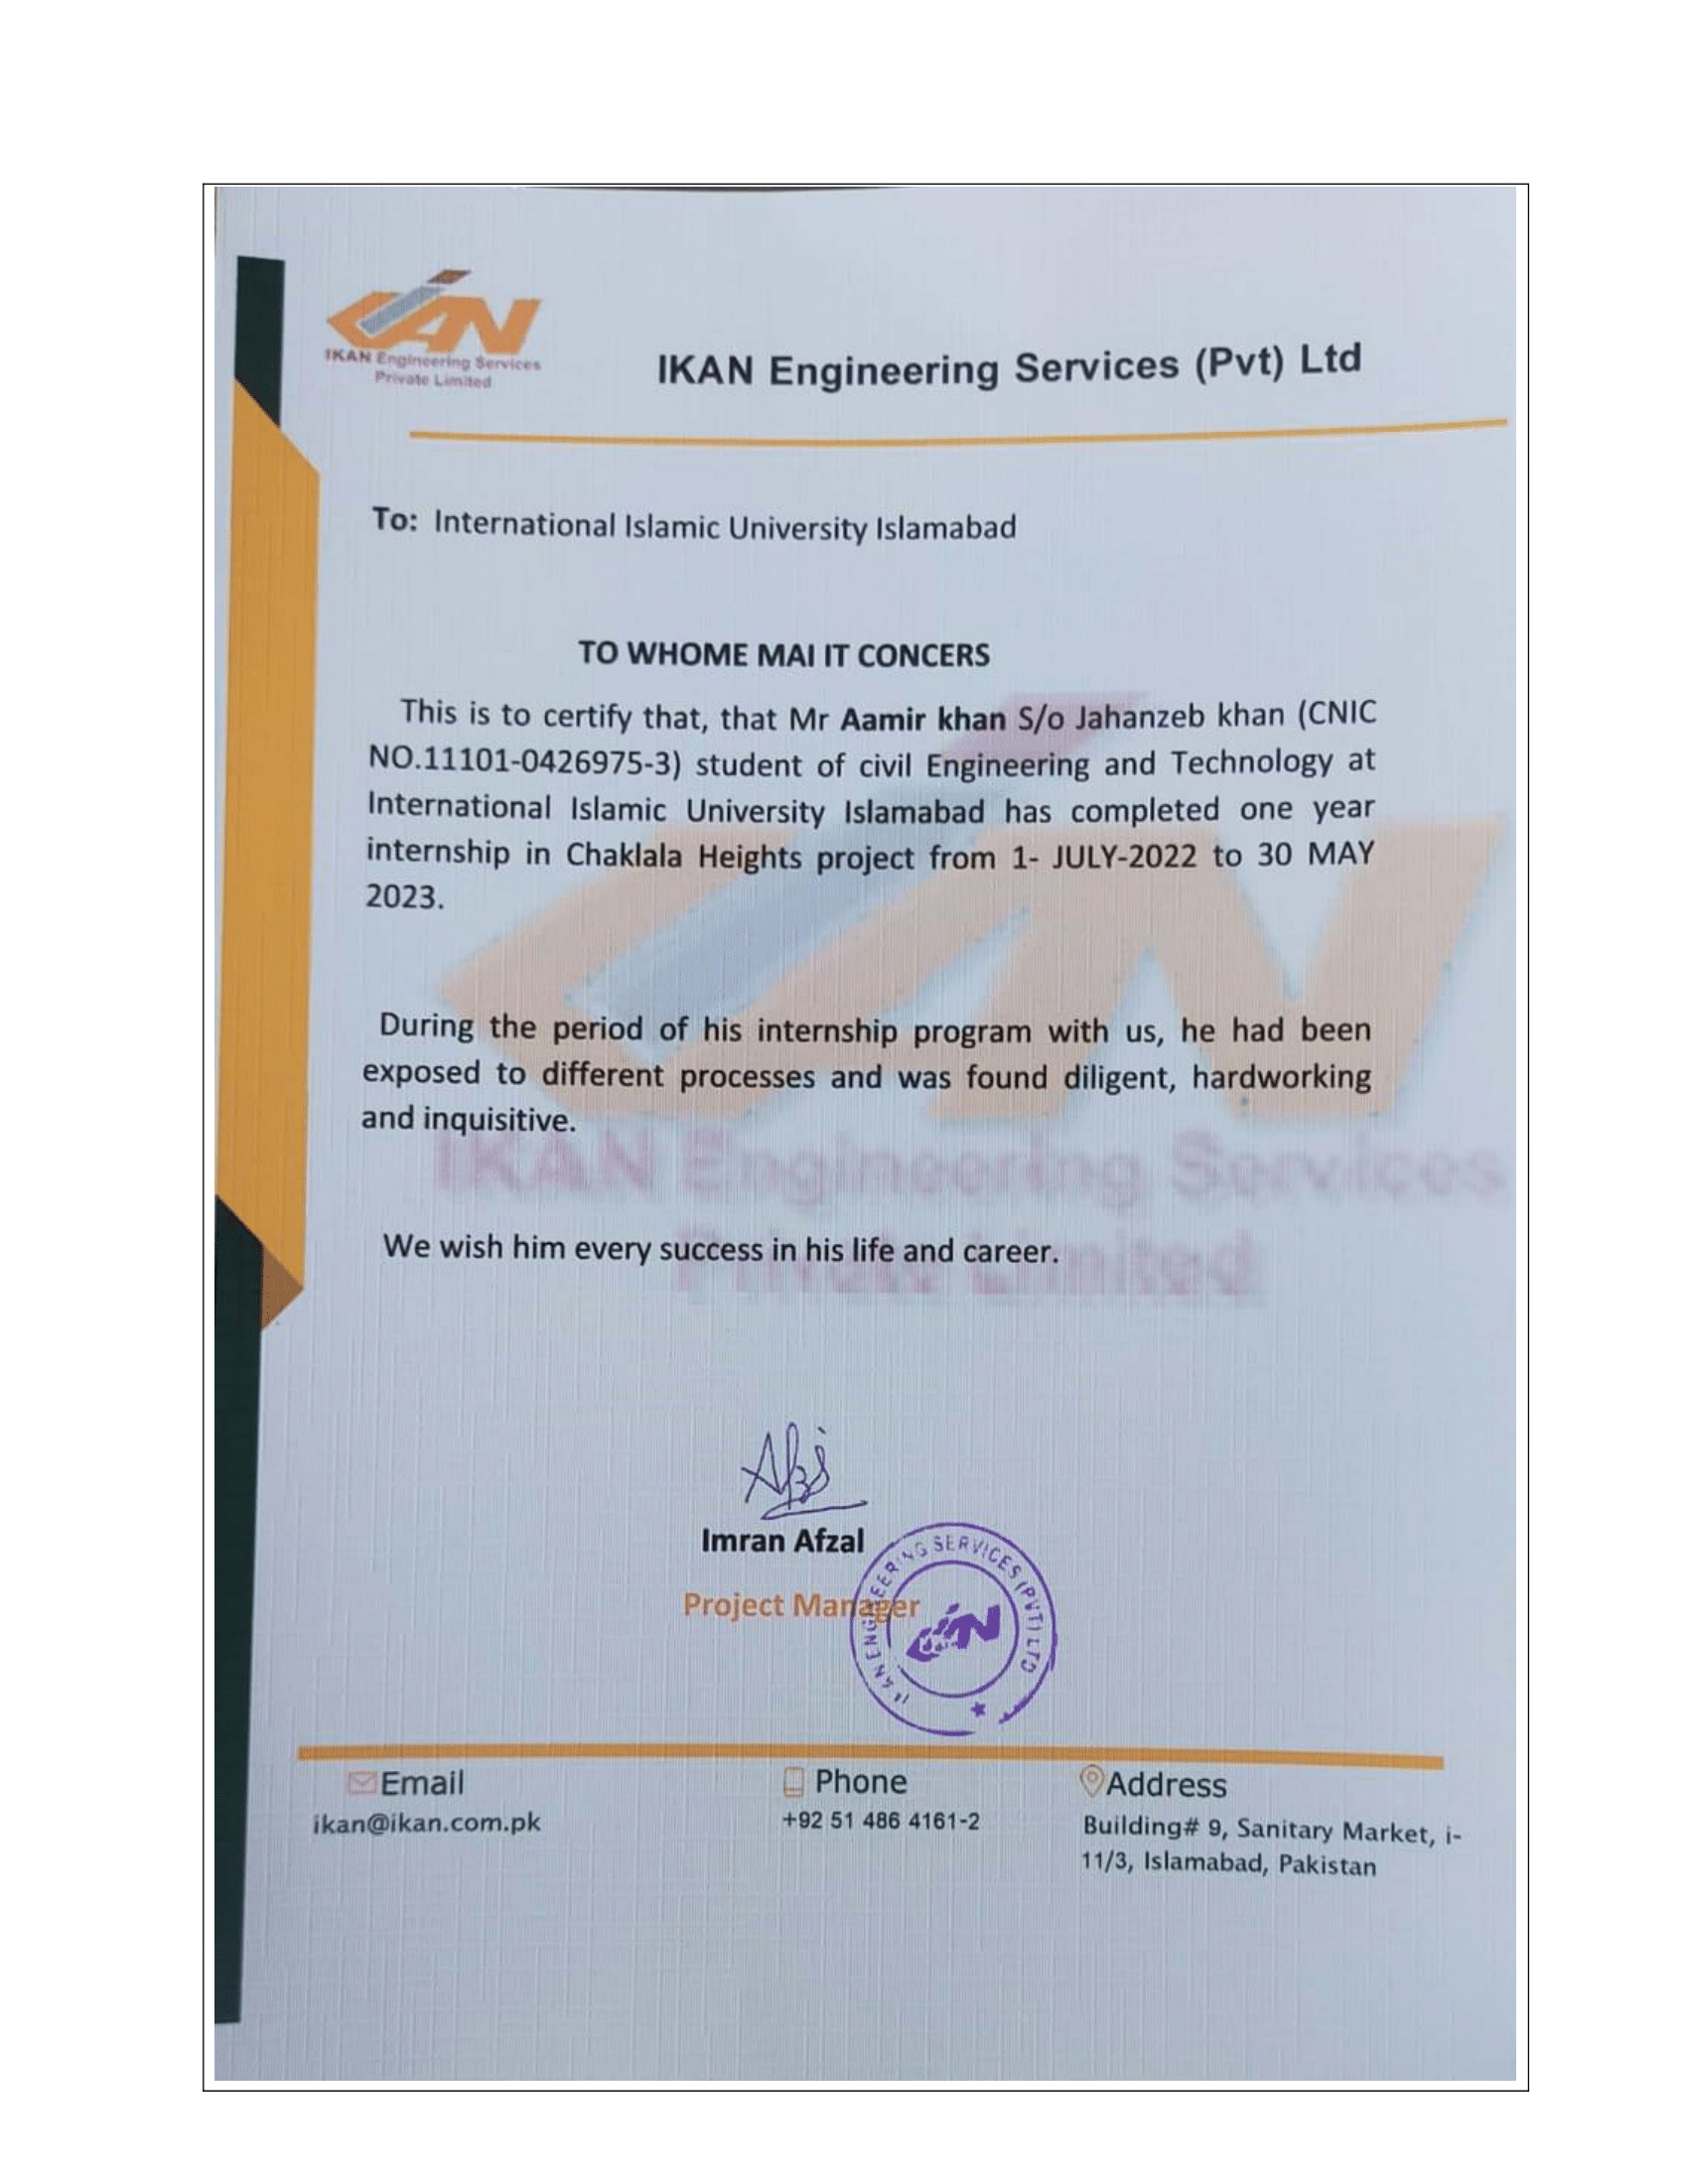 IKAN
IKAN Engineering Services
Private Limited
IKAN Engineering Services (Pvt) Ltd
To: International Islamic University Islamabad
TO WHOME MAI IT CONCERS
This is to certify that, that Mr Aamir khan S/o Jahanzeb khan (CNIC
NO.11101-0426975-3) student of civil Engineering and Technology at
International Islamic University Islamabad has completed one year
internship in Chaklala Heights project from 1- JULY-2022 to 30 MAY
2023.
During the period of his internship program with us, he had been
exposed to different processes and was found diligent, hardworking
and inquisitive.
IKAN Engineering Services
Private Limited
We wish him every success in his life and career.
Imran Afzal
Project Manager
IKAN ENGINEERING SERVICES (PVT) LTD
Email
ikan@ikan.com.pk
Phone
+92 51 486 4161-2
Address
Building# 9, Sanitary Market, i-
11/3, Islamabad, Pakistan